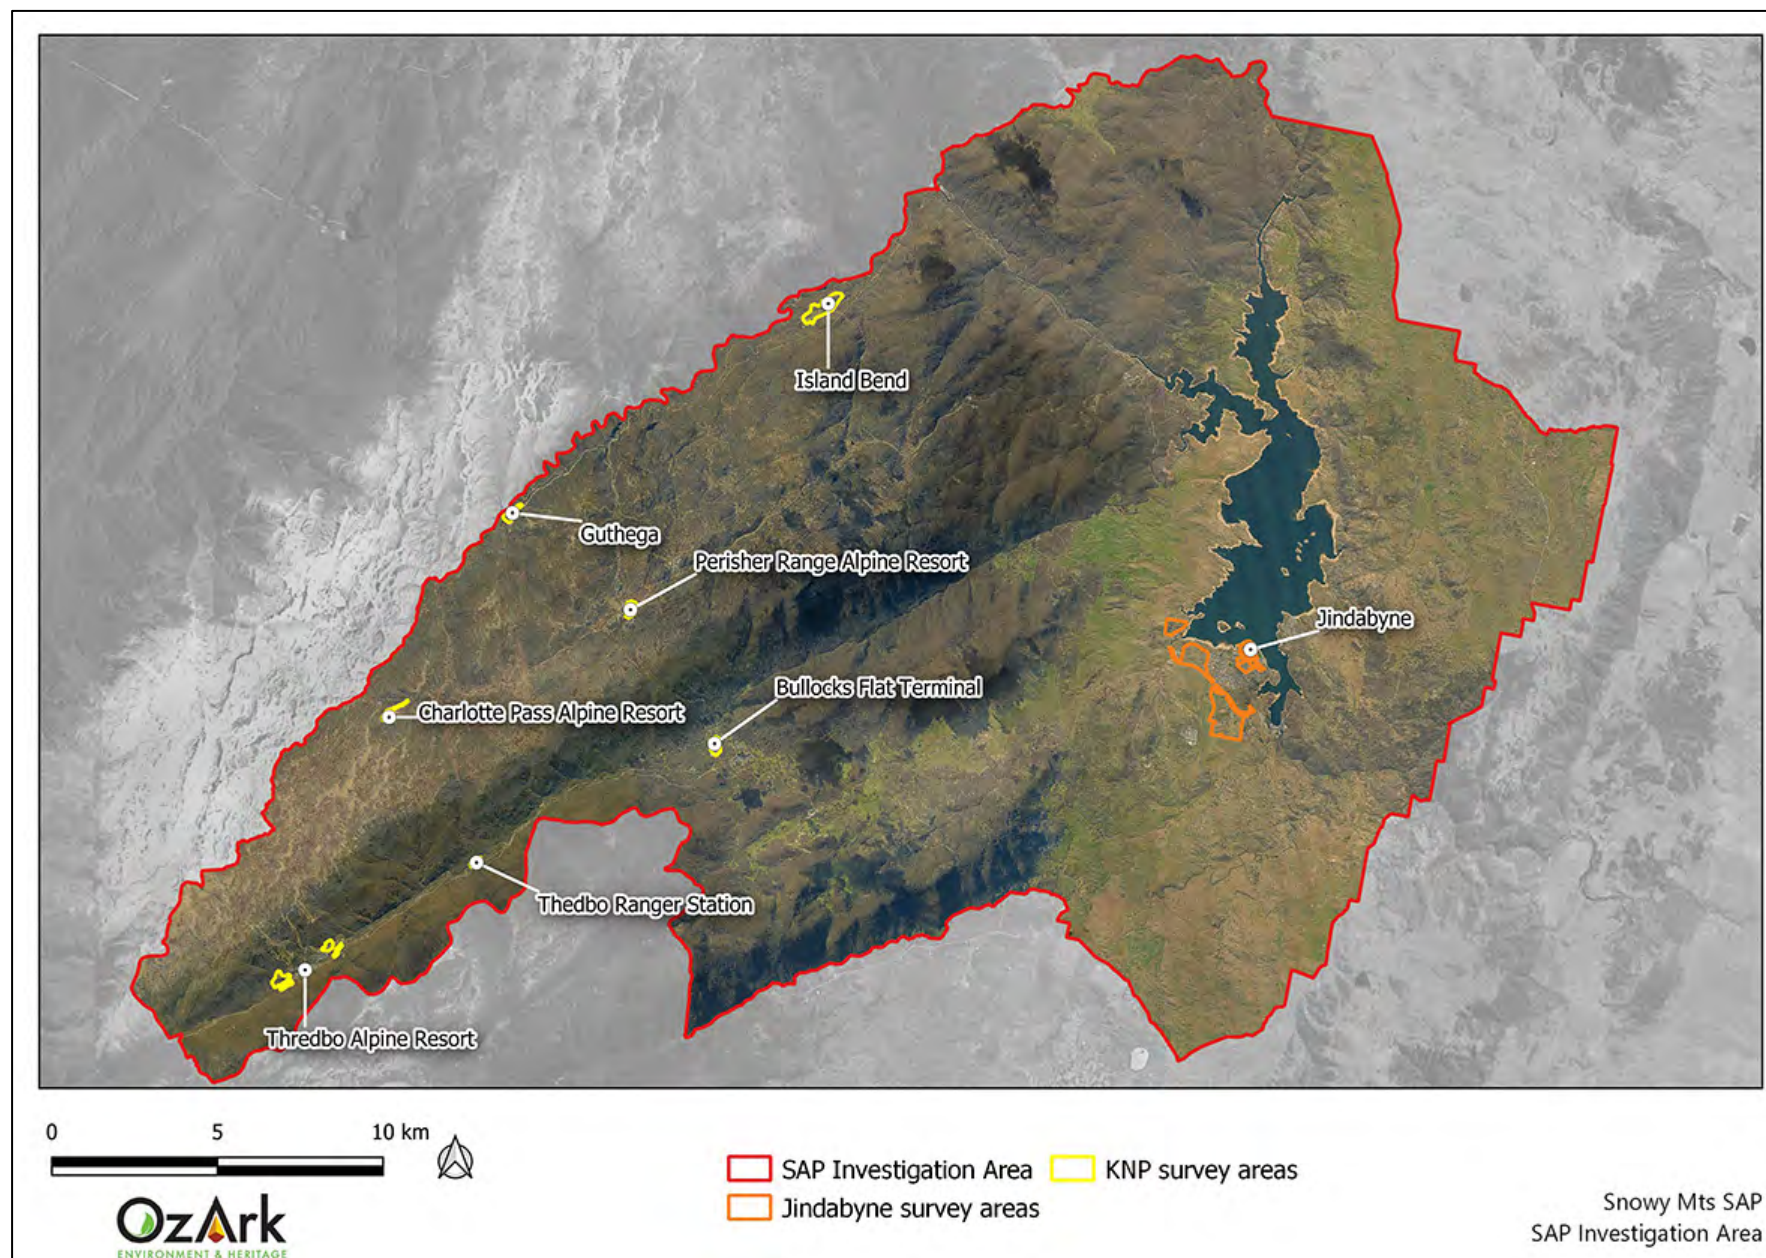 Island Bend
Guthega
Perisher Range Alpine Resort
Jindabyne
Bullocks Flat Terminal
Charlotte Pass Alpine Resort
Thedbo Ranger Station
Thredbo Alpine Resort
0 5 10 km
SAP Investigation Area
KNP survey areas
Jindabyne survey areas
OzArk
ENVIRONMENT & HERITAGE
Snowy Mts SAP
SAP Investigation Area